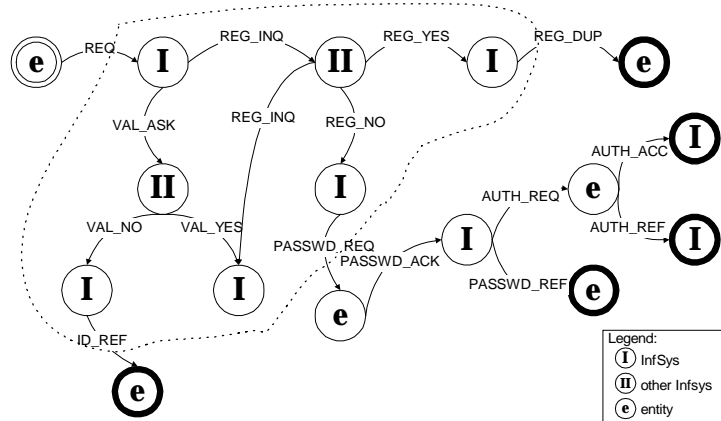 e
REQ
I
REG_INQ
II
REG_YES
I
REG_DUP
e
VAL_ASK
REG_INQ
REG_NO
II
I
AUTH_REQ
e
AUTH_ACC
I
VAL_NO
VAL_YES
PASSWD_REQ
PASSWD_ACK
I
AUTH_REF
I
I
I
e
PASSWD_REF
e
ID_REF
e
Legend:
I InfSys
II other Infsys
e entity